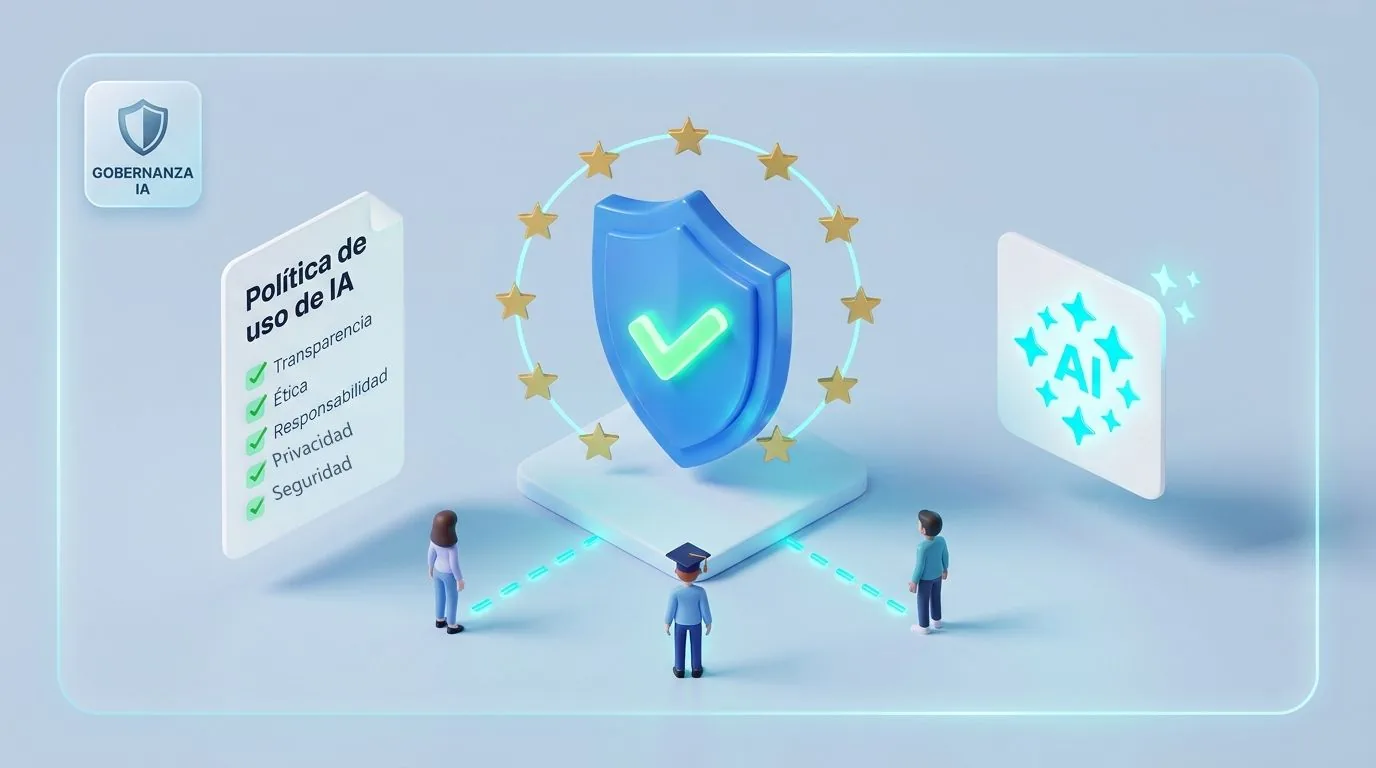 GOBERNANZA
IA
Política de
uso de IA
Transparencia
Ética
Responsabilidad
Privacidad
Seguridad
AI